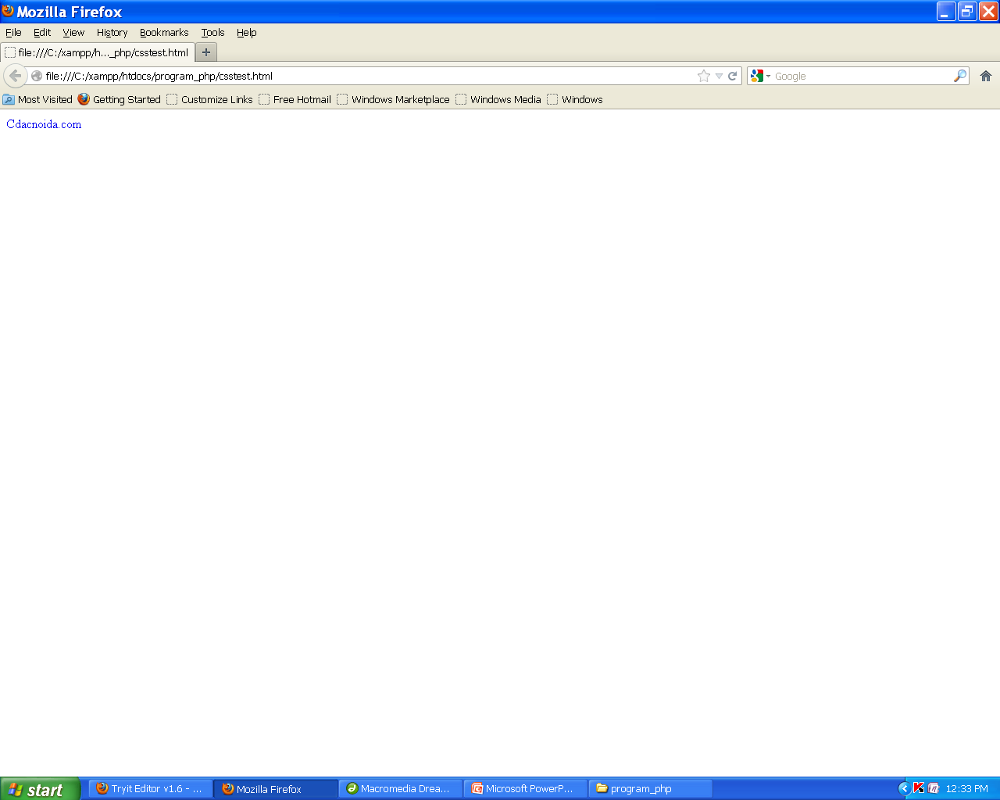 Mozilla Firefox
File Edit View History Bookmarks Tools Help
file:///C:/xampp/h..._php/csstest.html
file:///C:/xampp/htdocs/program_php/csstest.html Google
Most Visited Getting Started Customize Links Free Hotmail Windows Marketplace Windows Media Windows
Cdacnoida.com
start Tryit Editor v1.6 - ... Mozilla Firefox Macromedia Drea... Microsoft PowerP... program_php 12:33 PM